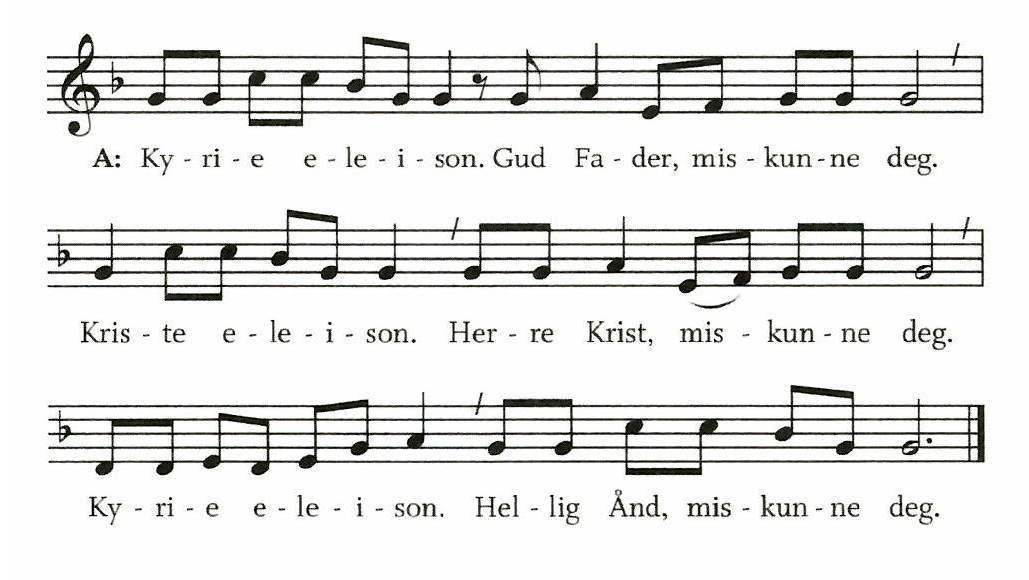 A: Ky - ri - e e - le - i - son. Gud Fa - der, mis - kun - ne deg.
Kris - te e - le - i - son. Her - re Krist, mis - kun - ne deg.
Ky - ri - e e - le - i - son. Hel - lig Ånd, mis - kun - ne deg.